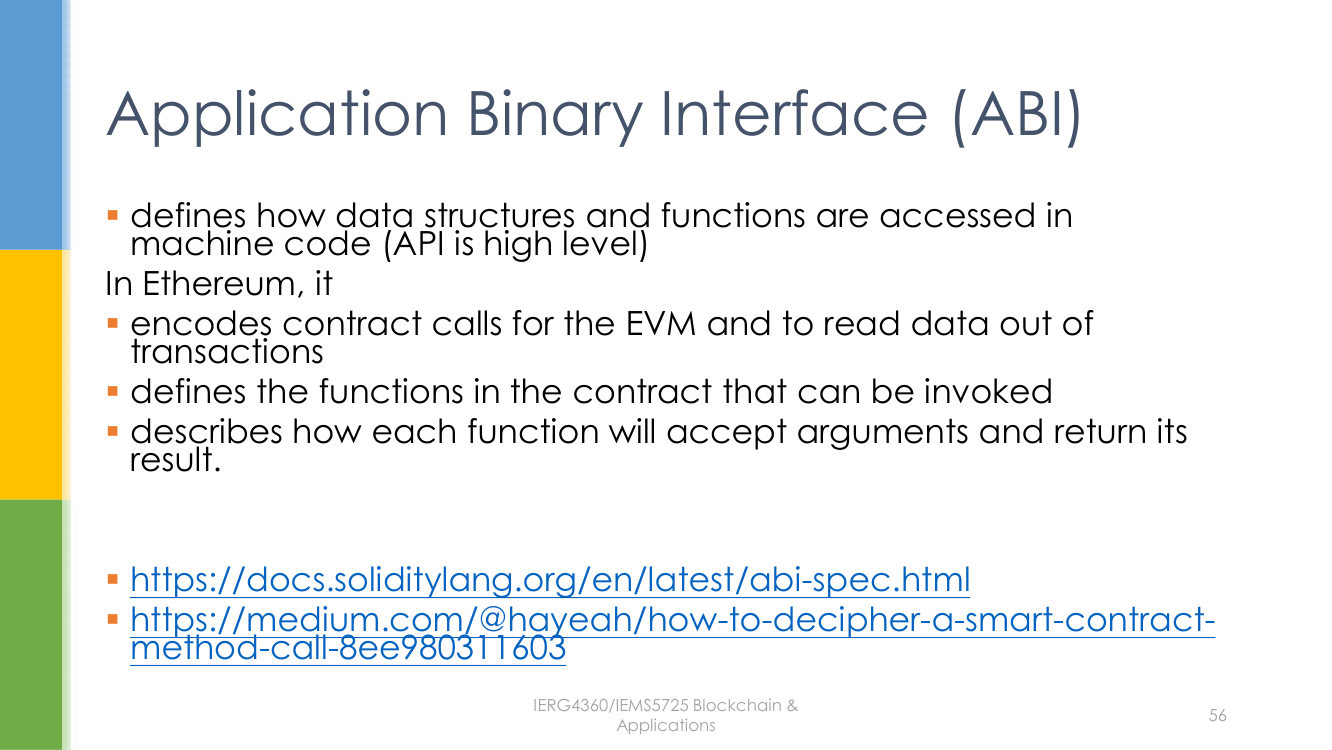 Application Binary Interface (ABI)
▪ defines how data structures and functions are accessed in
machine code (API is high level)
In Ethereum, it
▪ encodes contract calls for the EVM and to read data out of
transactions
▪ defines the functions in the contract that can be invoked
▪ describes how each function will accept arguments and return its
result.
▪ https://docs.soliditylang.org/en/latest/abi-spec.html
▪ https://medium.com/@hayeah/how-to-decipher-a-smart-contract-
method-call-8ee980311603
IERG4360/IEMS5725 Blockchain &
Applications
56